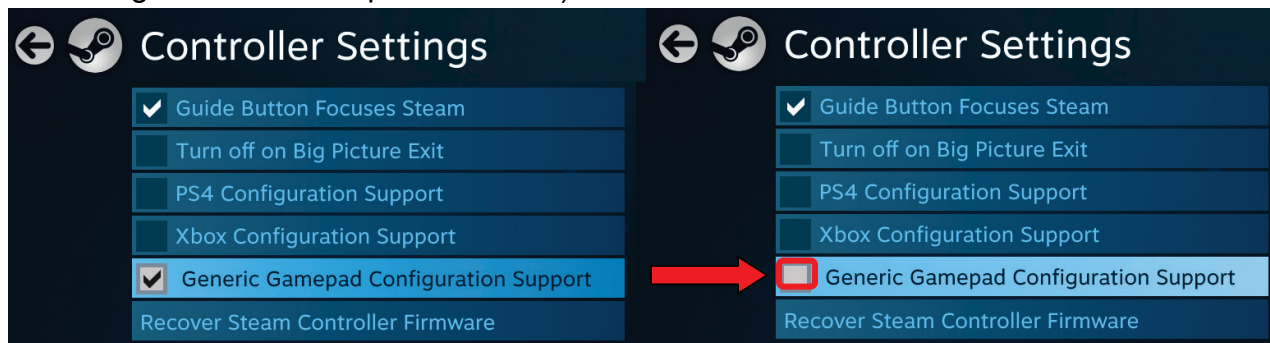 Controller Settings
Guide Button Focuses Steam
Turn off on Big Picture Exit
PS4 Configuration Support
Xbox Configuration Support
Generic Gamepad Configuration Support
Recover Steam Controller Firmware
Controller Settings
Guide Button Focuses Steam
Turn off on Big Picture Exit
PS4 Configuration Support
Xbox Configuration Support
Generic Gamepad Configuration Support
Recover Steam Controller Firmware